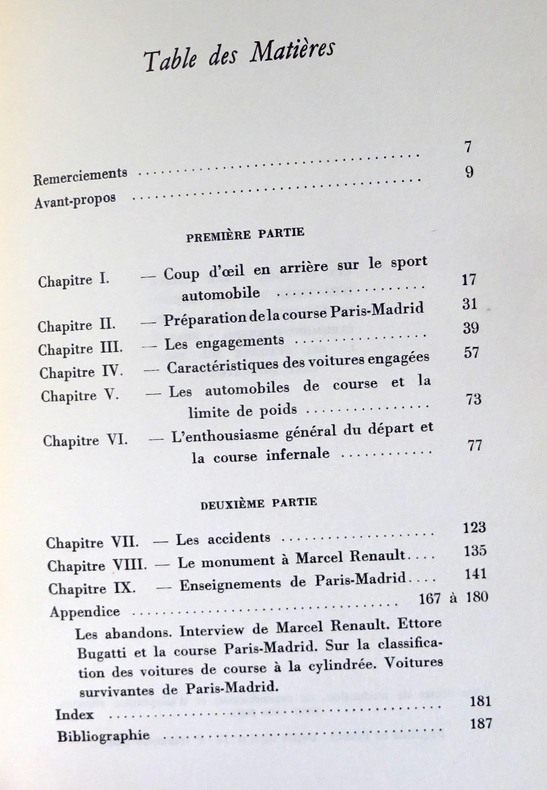 Table des Matières
Remerciements ........................................ 7
Avant-propos ........................................ 9
PREMIÈRE PARTIE
Chapitre I. — Coup d'œil en arrière sur le sport
automobile .................... 17
Chapitre II. — Préparation de la course Paris-Madrid 31
Chapitre III. — Les engagements .................. 39
Chapitre IV. — Caractéristiques des voitures engagées 57
Chapitre V. — Les automobiles de course et la
limite de poids ................ 73
Chapitre VI. — L'enthousiasme général du départ et
la course infernale ............ 77
DEUXIÈME PARTIE
Chapitre VII. — Les accidents .................... 123
Chapitre VIII. — Le monument à Marcel Renault.... 135
Chapitre IX. — Enseignements de Paris-Madrid.... 141
Appendice .................................... 167 à 180
Les abandons. Interview de Marcel Renault. Ettore
Bugatti et la course Paris-Madrid. Sur la classifica-
tion des voitures de course à la cylindrée. Voitures
survivantes de Paris-Madrid.
Index ............................................ 181
Bibliographie .................................... 187